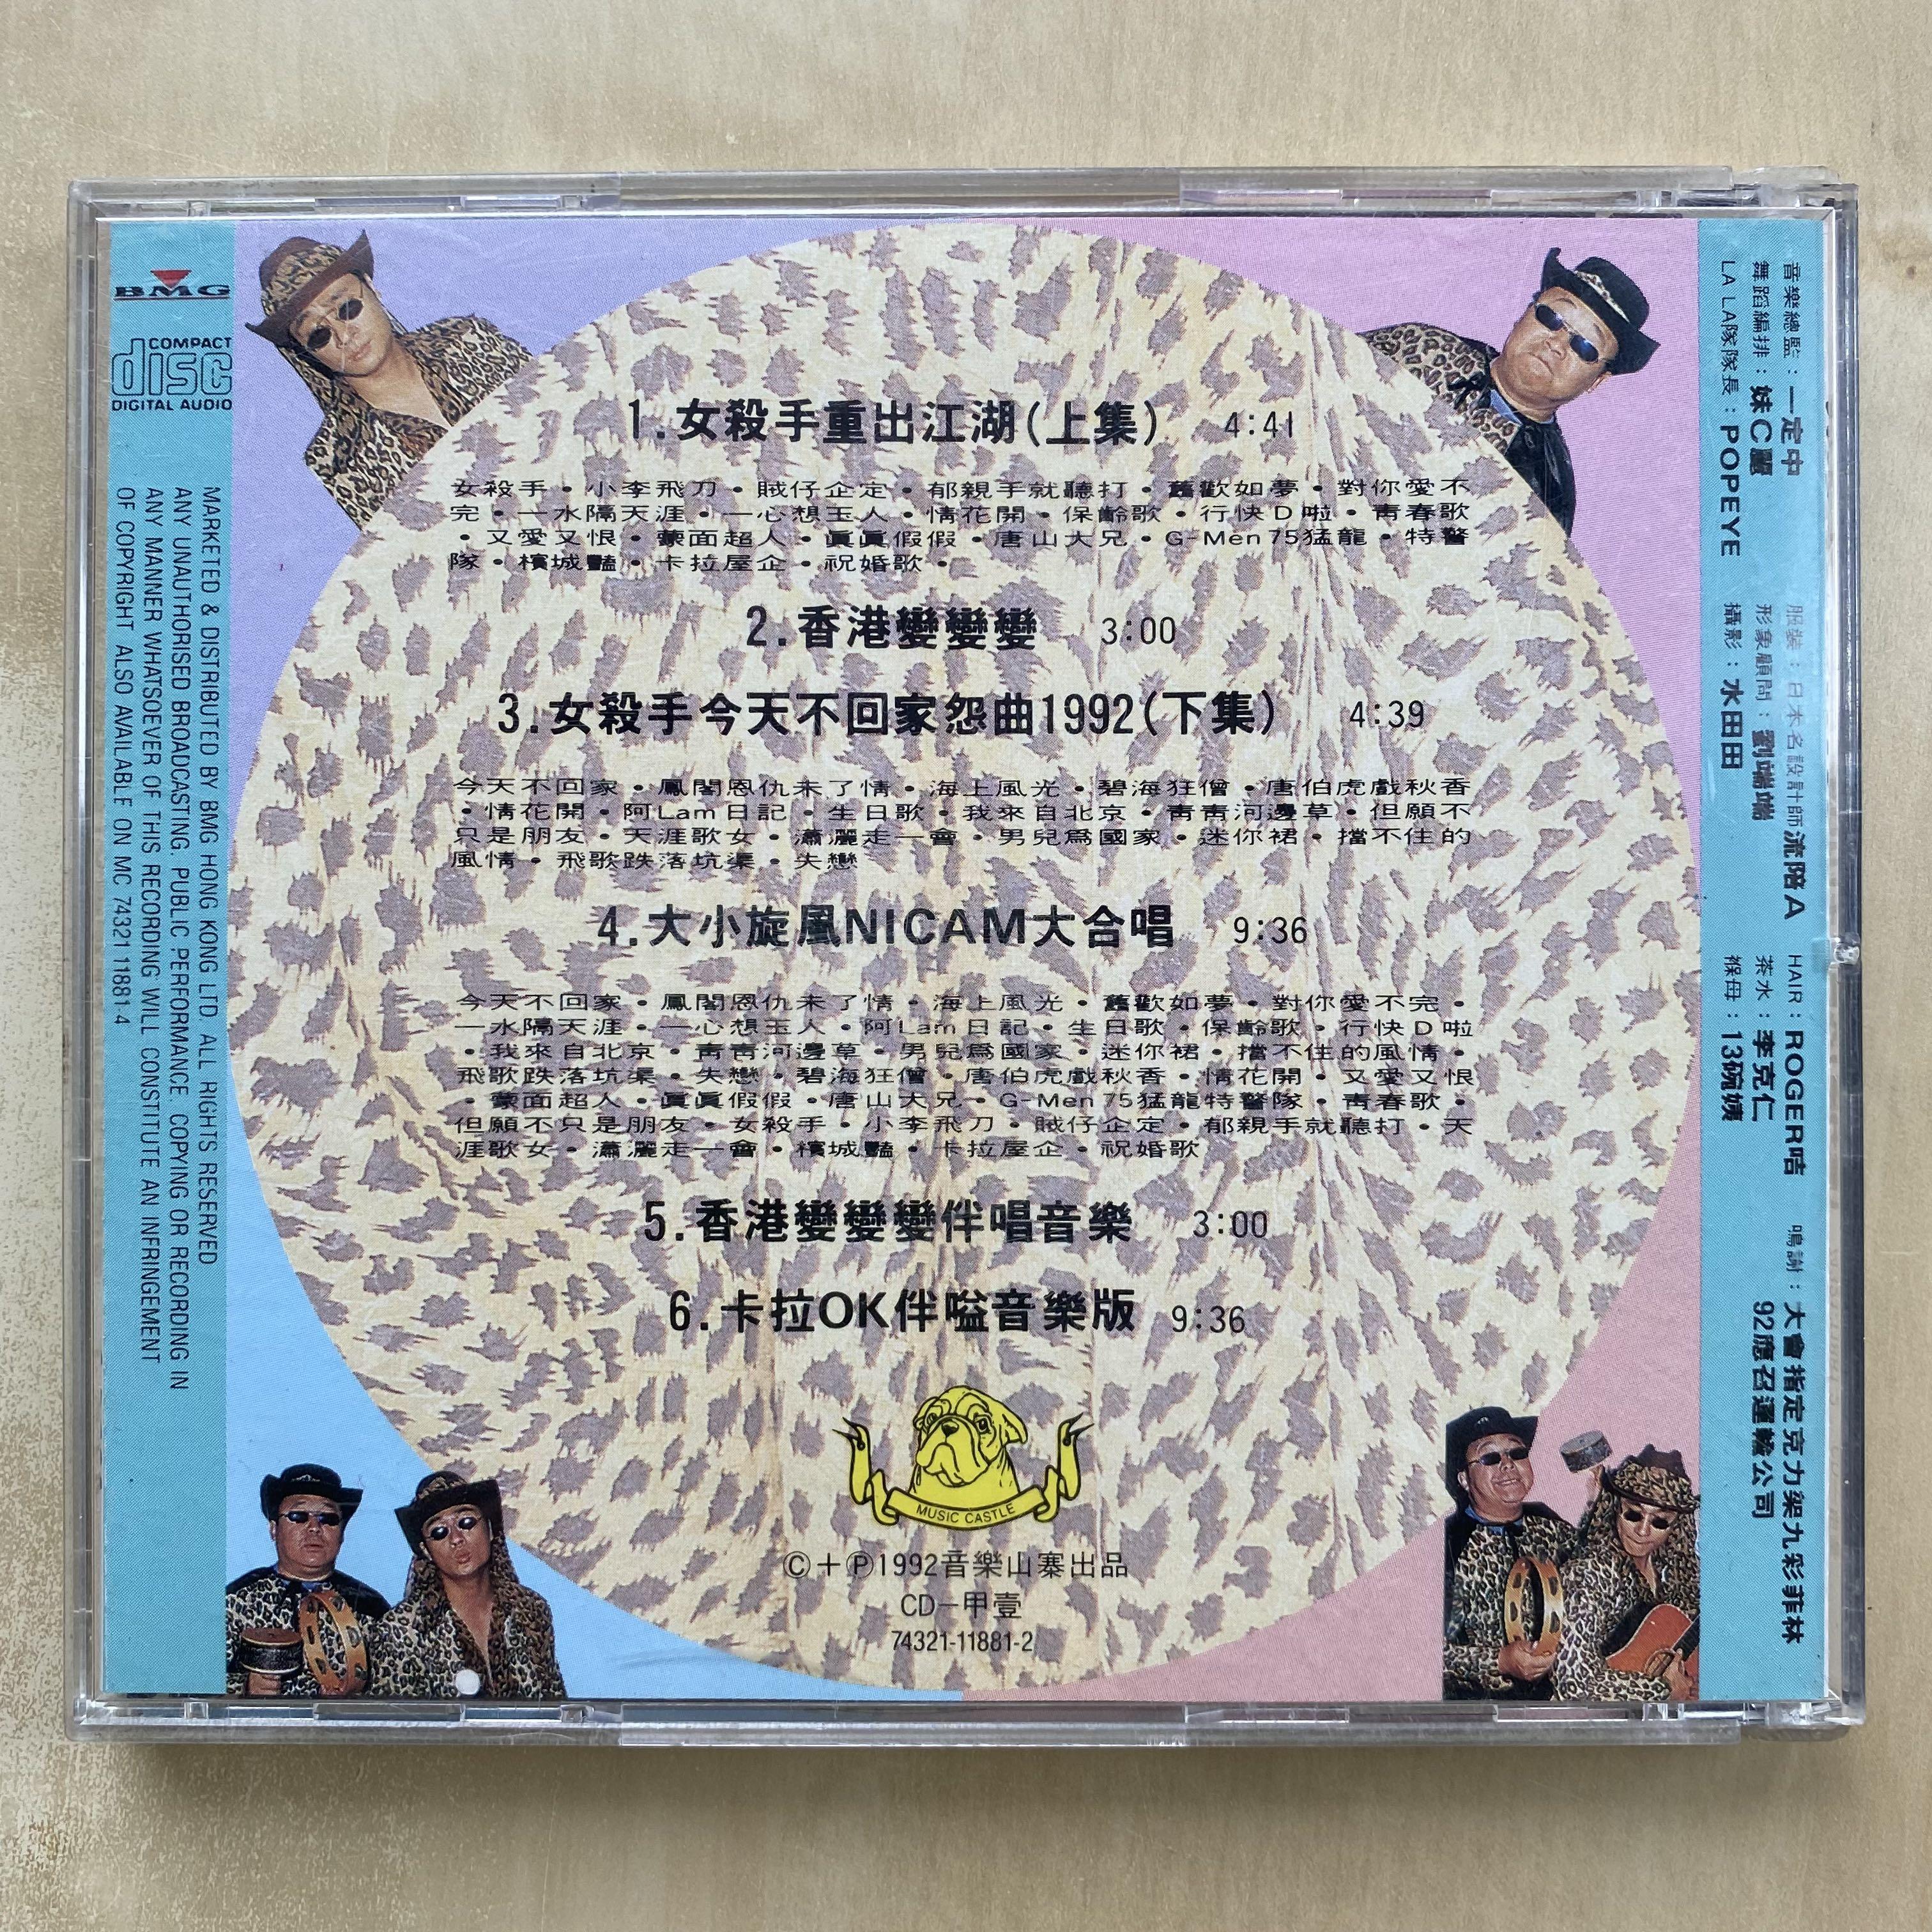 BMG
COMPACT
disc
DIGITAL AUDIO
MARKETED & DISTRIBUTED BY BMG HONG KONG LTD. ALL RIGHTS RESERVED
ANY UNAUTHORISED BROADCASTING. PUBLIC PERFORMANCE. COPYING OR RECORDING IN
ANY MANNER WHATSOEVER OF THIS RECORDING WILL CONSTITUTE AN INFRINGEMENT
OF COPYRIGHT ALSO AVAILABLE ON MC 74321 11881-4
1.女殺手重出江湖(上集) 4:41
女殺手•小李飛刀•賊仔企定•郁親手就聽打•舊歡如夢•對你愛不
完•一水隔天涯•一心想玉人•情花開•保齡歌•行快D啦•青春歌
•又愛又恨•蒙面超人•眞眞假假•唐山大兄•G-Men 75猛龍•特警
隊•檳城豔•卡拉屋企•祝婚歌•
2.香港變變變 3:00
3.女殺手今天不回家怨曲1992(下集) 4:39
今天不回家•鳳閣恩仇未了情•海上風光•碧海狂僧•唐伯虎戲秋香
•情花開•阿Lam日記•生日歌•我來自北京•靑靑河邊草•但願不
只是朋友•天涯歌女•瀟灑走一會•男兒爲國家•迷你裙•擋不住的
風情•飛歌跌落坑渠•失戀
4.大小旋風NICAM大合唱 9:36
今天不回家•鳳閣恩仇未了情•海上風光•舊歡如夢•對你愛不完•
一水隔天涯•一心想玉人•阿Lam日記•生日歌•保齡歌•行快D啦
•我來自北京•靑靑河邊草•男兒爲國家•迷你裙•擋不住的風情•
飛歌跌落坑渠•失戀•碧海狂僧•唐伯虎戲秋香•情花開•又愛又恨
•蒙面超人•眞眞假假•唐山大兄•G-Men 75猛龍特警隊•靑春歌•
但願不只是朋友•女殺手•小李飛刀•賊仔企定•郁親手就聽打•天
涯歌女•瀟灑走一會•檳城豔•卡拉屋企•祝婚歌
5.香港變變變伴唱音樂 3:00
6.卡拉OK伴嗌音樂版 9:36
MUSIC CASTLE
Ⓒ+Ⓟ1992音樂山寨出品
CD-甲壹
74321-11881-2
音樂總監:一定中
舞蹈編排:妹C麗
LA LA隊隊長:POPEYE
服裝:日本名設計師流陪A
形象顧問:劉端端
攝影:水田田
HAIR:ROGER咭
茶水:李克仁
褓母:13碗姨
鳴謝:大會指定克力架九彩菲林
92應召運輸公司